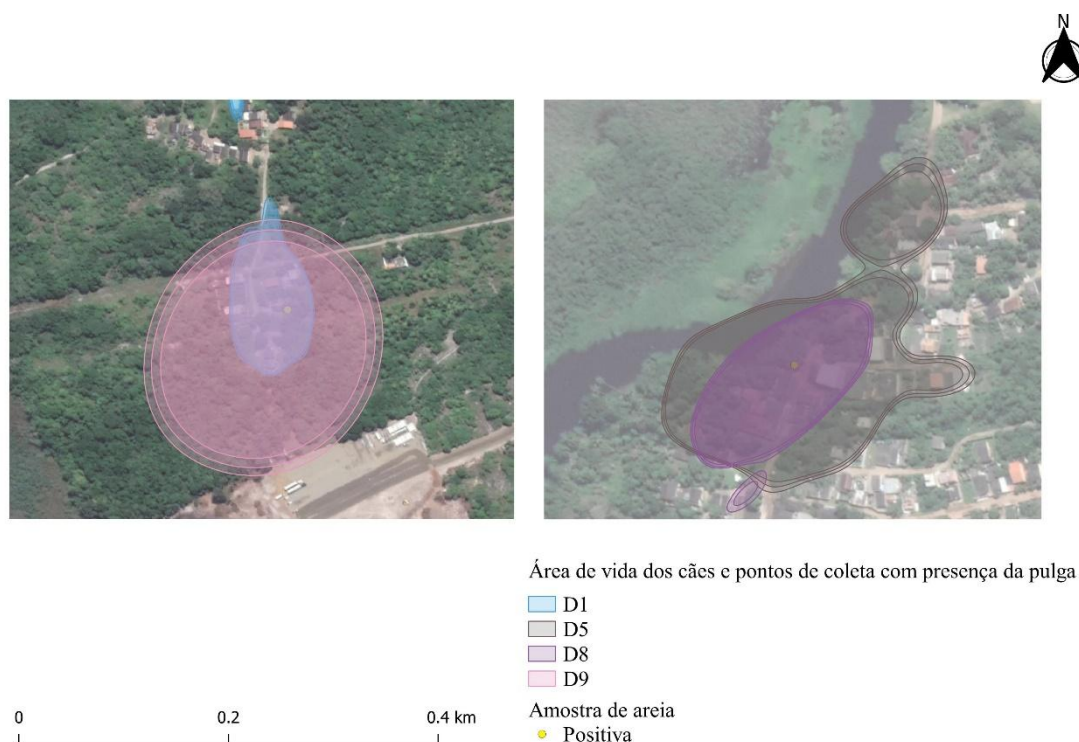 N
Área de vida dos cães e pontos de coleta com presença da pulga
D1
D5
D8
D9
Amostra de areia
Positiva
0 0.2 0.4 km